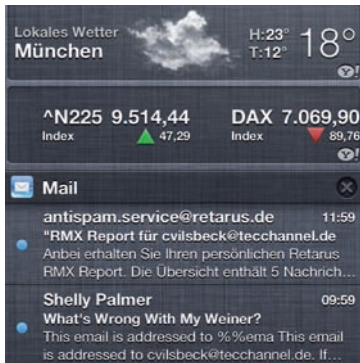 Lokales Wetter
München
H:23°
T:12°
18°
Y!
^N225 9.514,44
Index 47,29
DAX 7.069,90
Index 89,76
Y!
Mail
antispam.service@retarus.de 11:59
"RMX Report für cvilsbeck@tecchannel.de
Anbei erhalten Sie Ihren persönlichen Retarus
RMX Report. Die Übersicht enthält 5 Nachrich...
Shelly Palmer 09:59
What's Wrong With My Weiner?
This email is addressed to %%ema This email
is addressed to cvilsbeck@tecchannel.de. If...